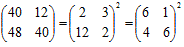 (40 12
48 40) = (2 3
12 2)² = (6 1
4 6)²